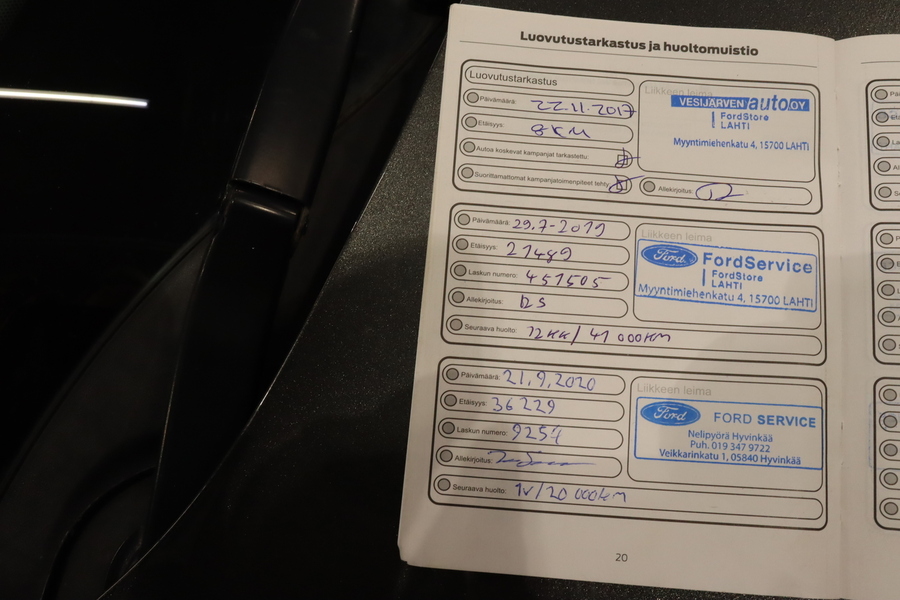 Luovutustarkastus ja huoltomuistio
Luovutustarkastus
Päivämäärä: 22.11.2017
Etäisyys: 8KM
Autoa koskevat kampanjat tarkastettu:
Suorittamattomat kampanjatoimenpiteet tehty:
Liikkeen leima
VESIJÄRVEN auto OY
FordStore
LAHTI
Myyntimiehenkatu 4, 15700 LAHTI
Allekirjoitus:
Päivämäärä: 29.7-2019
Etäisyys: 21489
Laskun numero: 451505
Allekirjoitus: DS
Seuraava huolto: 12KK/ 41 000KM
Liikkeen leima
Ford FordService
FordStore
LAHTI
Myyntimiehenkatu 4, 15700 LAHTI
Päivämäärä: 21.9.2020
Etäisyys: 36229
Laskun numero: 9254
Allekirjoitus:
Seuraava huolto: 1v/20 000km
Liikkeen leima
Ford FORD SERVICE
Nelipyörä Hyvinkää
Puh. 019 347 9722
Veikkarinkatu 1, 05840 Hyvinkää
20